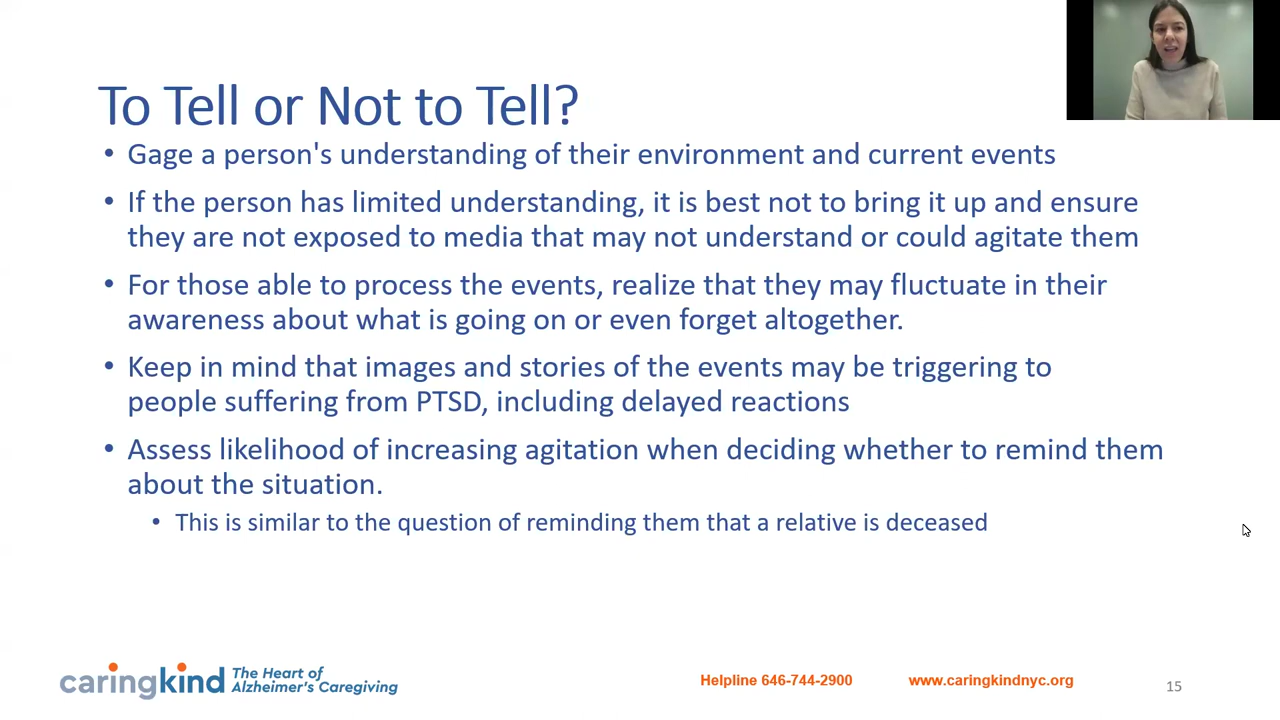 To Tell or Not to Tell?
• Gage a person's understanding of their environment and current events
• If the person has limited understanding, it is best not to bring it up and ensure
they are not exposed to media that may not understand or could agitate them
• For those able to process the events, realize that they may fluctuate in their
awareness about what is going on or even forget altogether.
• Keep in mind that images and stories of the events may be triggering to
people suffering from PTSD, including delayed reactions
• Assess likelihood of increasing agitation when deciding whether to remind them
about the situation.
• This is similar to the question of reminding them that a relative is deceased
caringkind The Heart of
Alzheimer's Caregiving
Helpline 646-744-2900 www.caringkindnyc.org 15